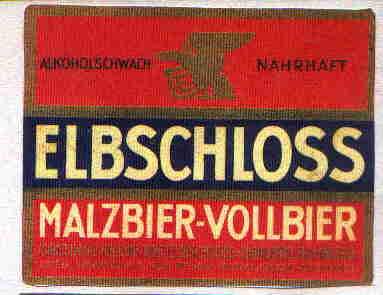 ALKOHOLSCHWACH NAHRHAFT
ELBSCHLOSS
MALZBIER-VOLLBIER